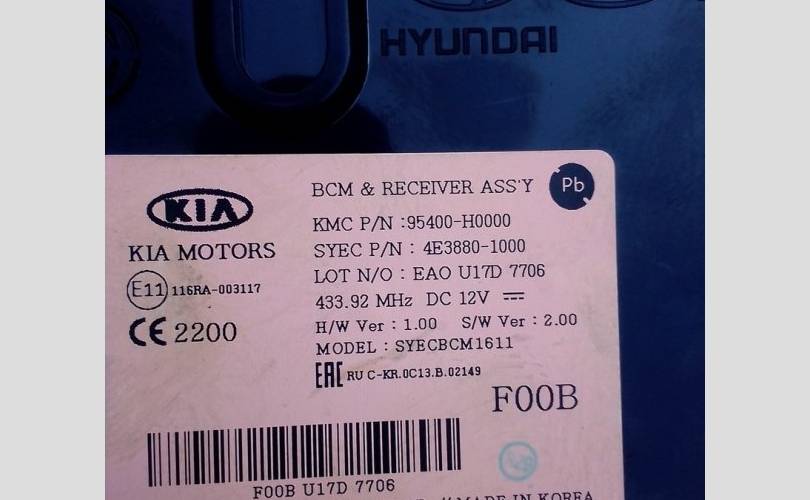 HYUNDAI
BCM & RECEIVER ASS'Y
Pb
KIA
KMC P/N :95400-H0000
KIA MOTORS
SYEC P/N : 4E3880-1000
LOT N/O : EAO U17D 7706
E11 116RA-003117
433.92 MHz DC 12V
CE 2200
H/W Ver : 1.00 S/W Ver : 2.00
MODEL : SYECBCM1611
EAC RU C-KR.0C13.B.02149
F00B
F00B U17D 7706
MADE IN KOREA